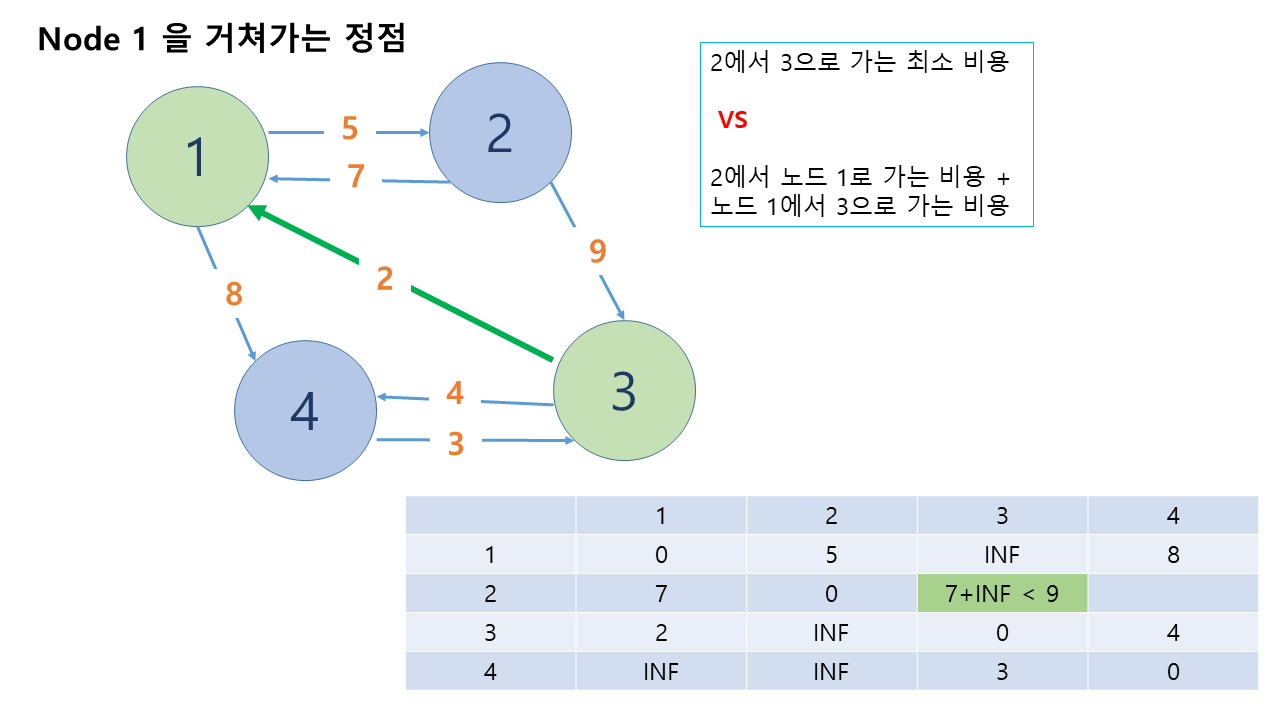 Node 1 을 거쳐가는 정점
2에서 3으로 가는 최소 비용
VS
2에서 노드 1로 가는 비용 +
노드 1에서 3으로 가는 비용
1
5
2
7
9
2
8
4
3
4
3
1 2 3 4
1 0 5 INF 8
2 7 0 7+INF < 9
3 2 INF 0 4
4 INF INF 3 0